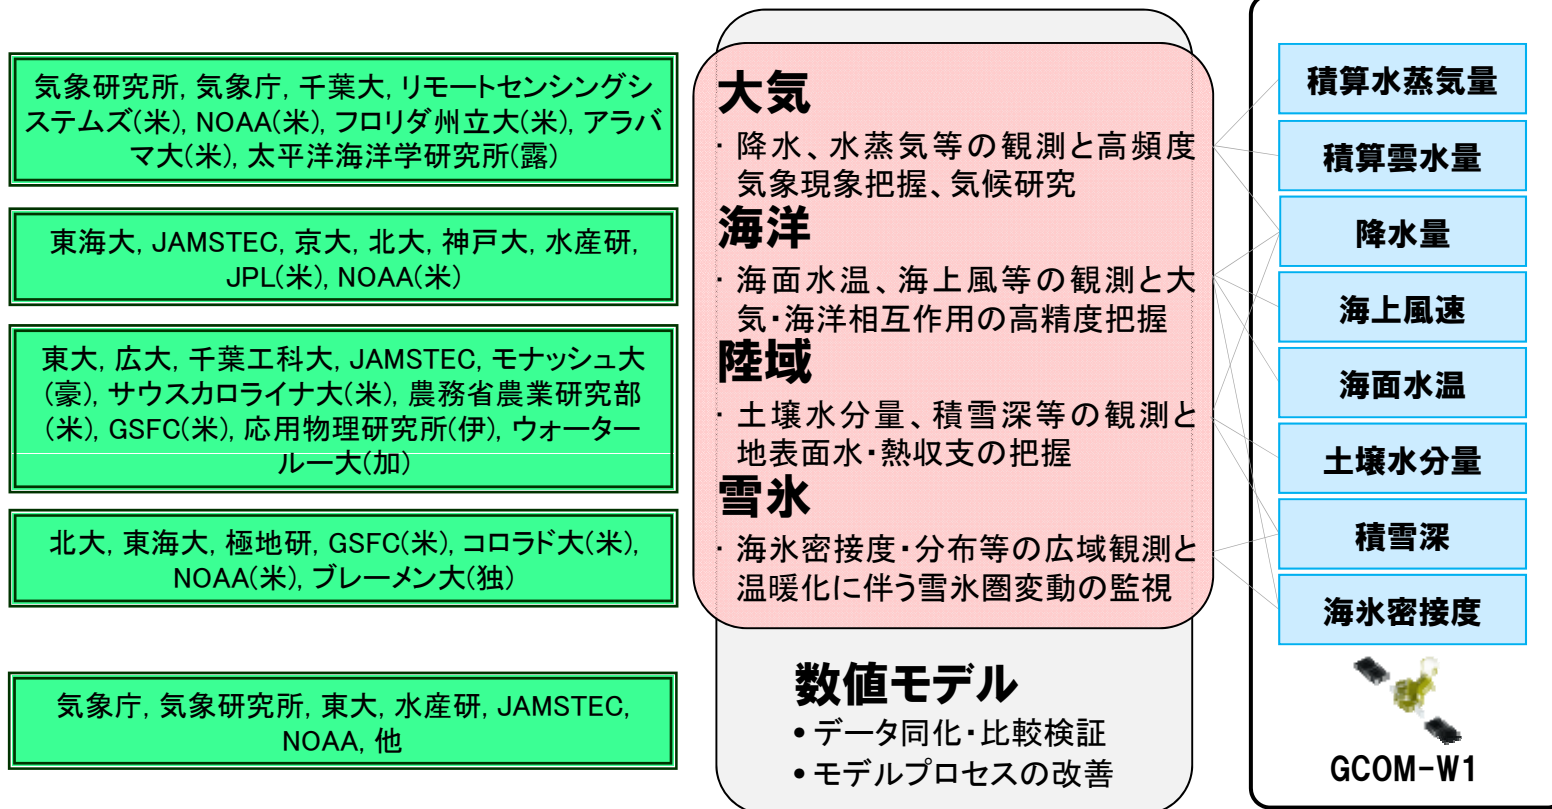 気象研究所, 気象庁, 千葉大, リモートセンシングシ
ステムズ(米), NOAA(米), フロリダ州立大(米), アラバ
マ大(米), 太平洋海洋学研究所(露)
東海大, JAMSTEC, 京大, 北大, 神戸大, 水産研,
JPL(米), NOAA(米)
東大, 広大, 千葉工科大, JAMSTEC, モナッシュ大
(豪), サウスカロライナ大(米), 農務省農業研究部
(米), GSFC(米), 応用物理研究所(伊), ウォーター
ルー大(加)
北大, 東海大, 極地研, GSFC(米), コロラド大(米),
NOAA(米), ブレーメン大(独)
気象庁, 気象研究所, 東大, 水産研, JAMSTEC,
NOAA, 他
大気
・降水、水蒸気等の観測と高頻度
気象現象把握、気候研究
海洋
・海面水温、海上風等の観測と大
気・海洋相互作用の高精度把握
陸域
・土壌水分量、積雪深等の観測と
地表面水・熱収支の把握
雪氷
・海氷密接度・分布等の広域観測と
温暖化に伴う雪氷圏変動の監視
数値モデル
•データ同化・比較検証
•モデルプロセスの改善
積算水蒸気量
積算雲水量
降水量
海上風速
海面水温
土壌水分量
積雪深
海氷密接度
GCOM-W1